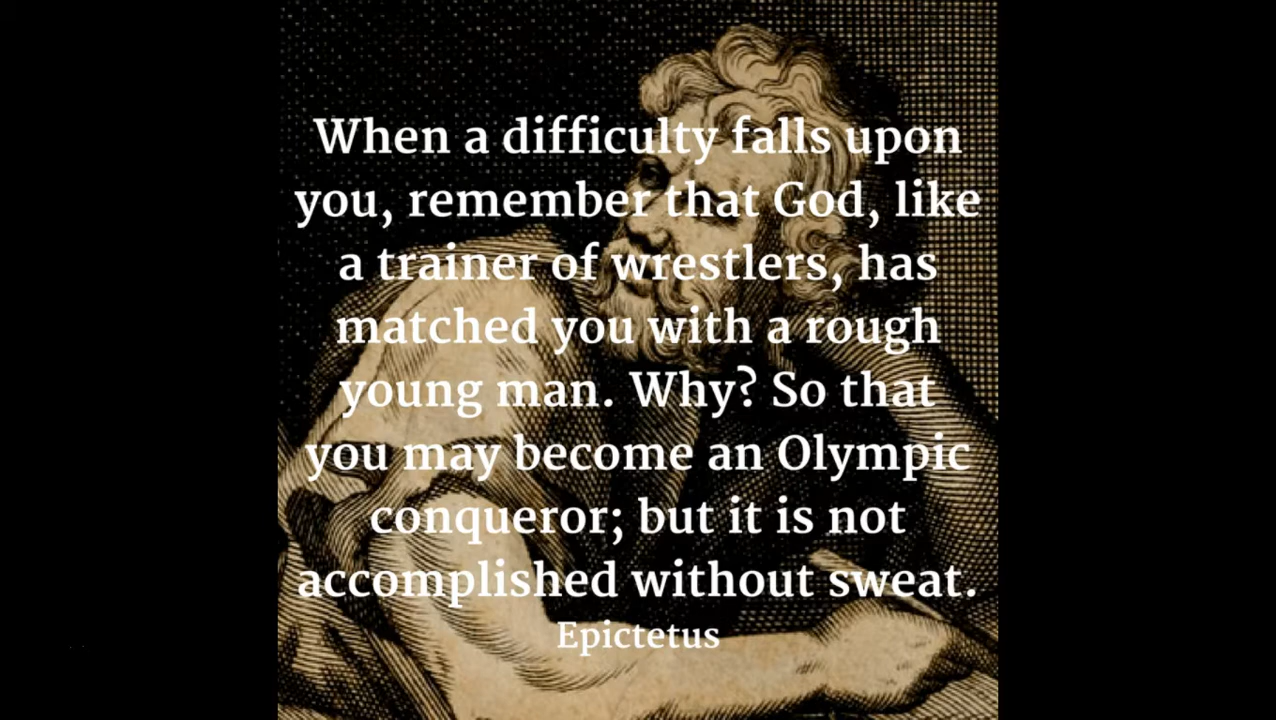 When a difficulty falls upon
you, remember that God, like
a trainer of wrestlers, has
matched you with a rough
young man. Why? So that
you may become an Olympic
conqueror; but it is not
accomplished without sweat.
Epictetus